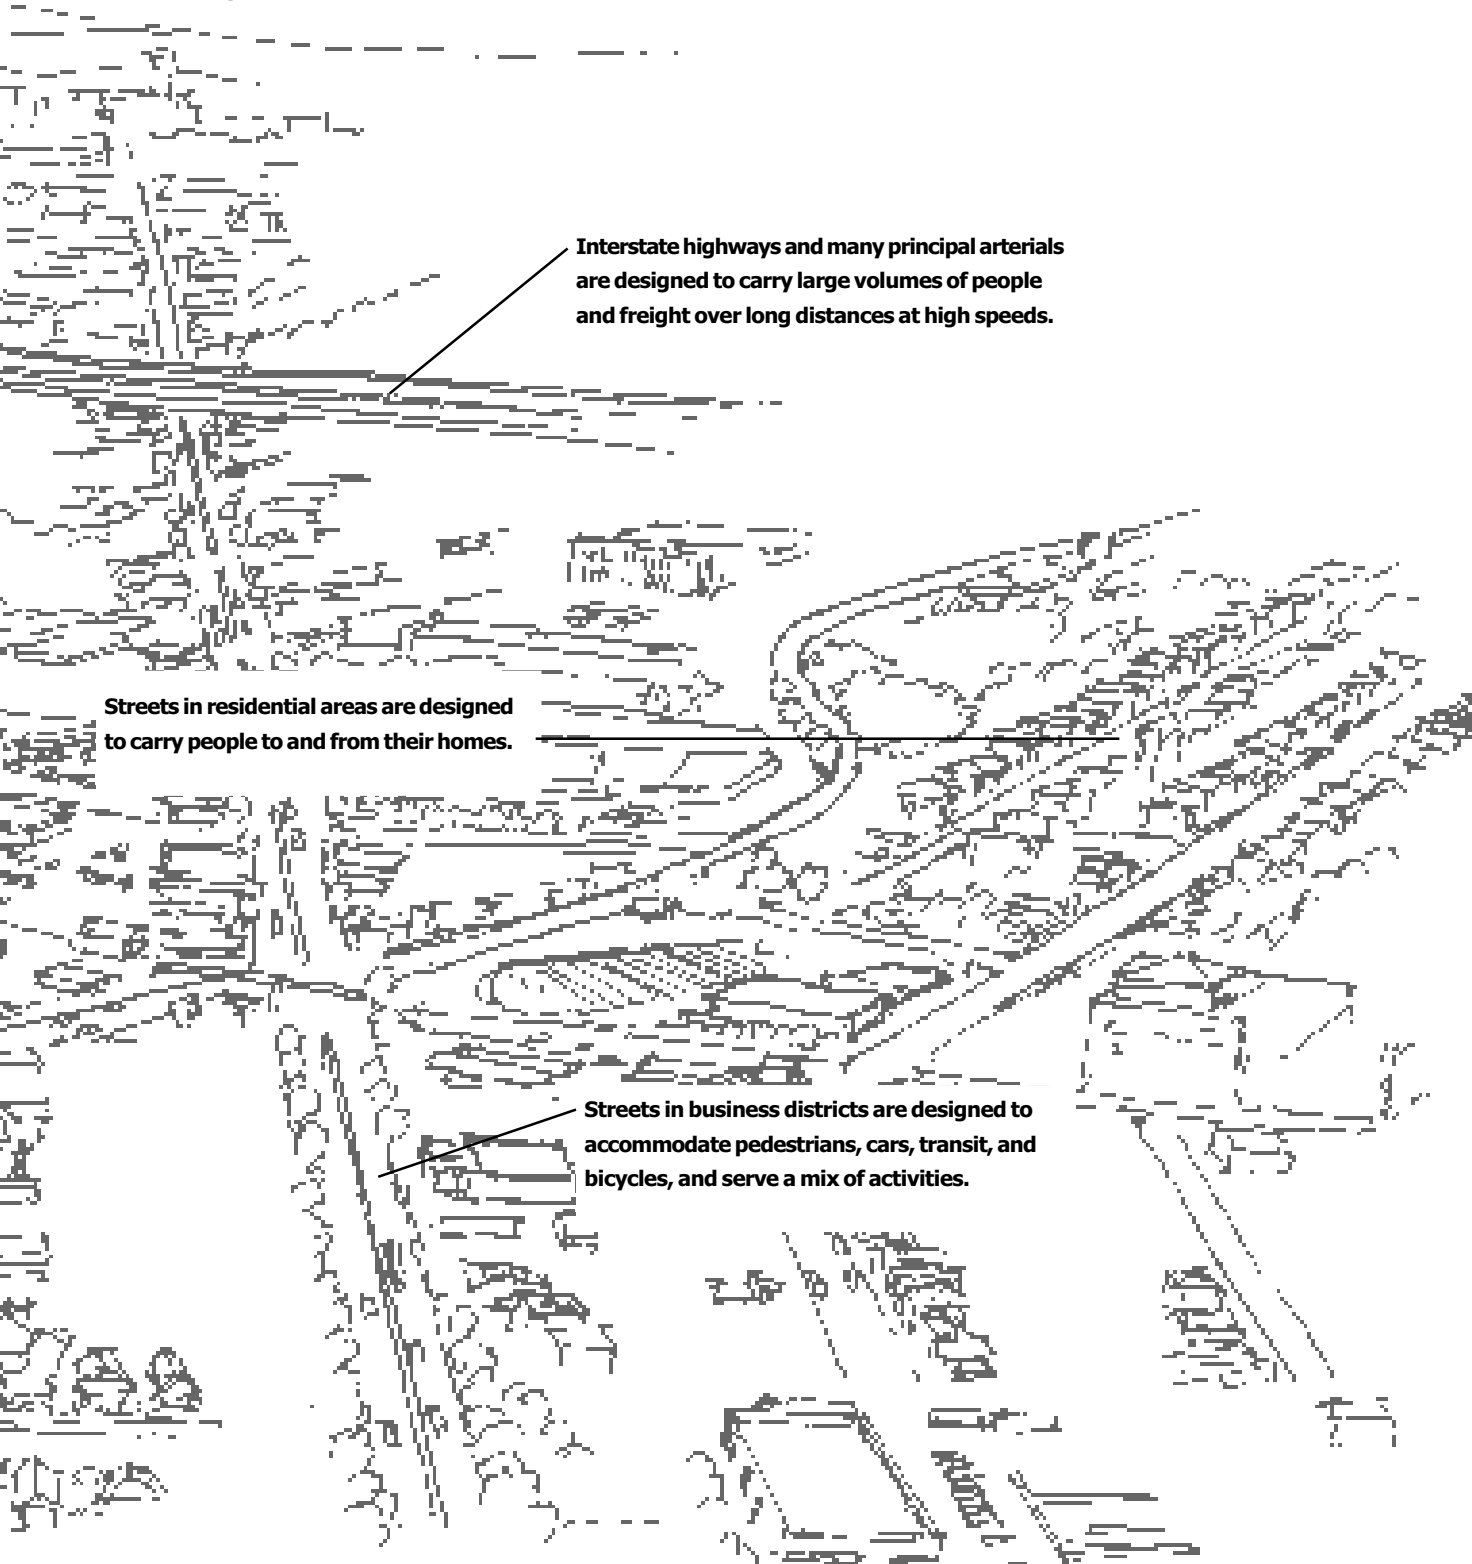 Interstate highways and many principal arterials
are designed to carry large volumes of people
and freight over long distances at high speeds.
Streets in residential areas are designed
to carry people to and from their homes.
Streets in business districts are designed to
accommodate pedestrians, cars, transit, and
bicycles, and serve a mix of activities.